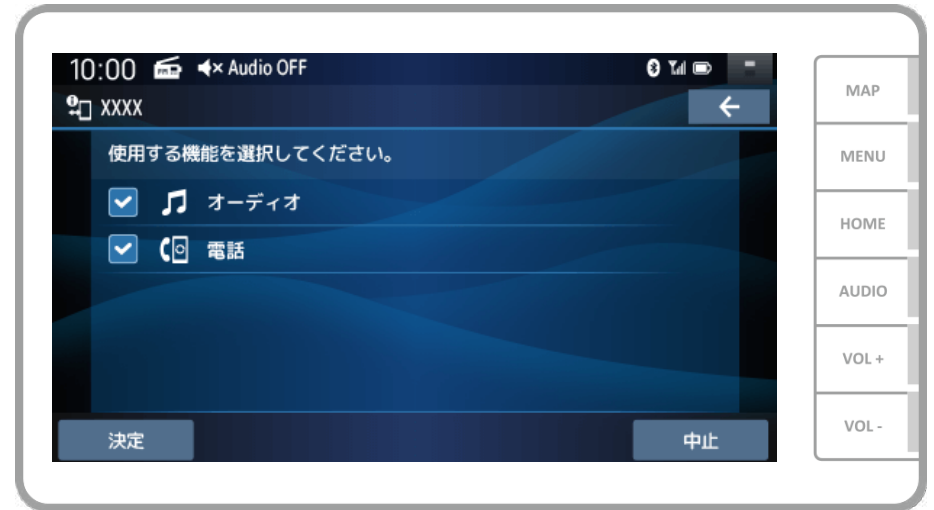 10:00 Audio OFF
XXXX
使用する機能を選択してください。
オーディオ
電話
決定
中止
MAP
MENU
HOME
AUDIO
VOL +
VOL -